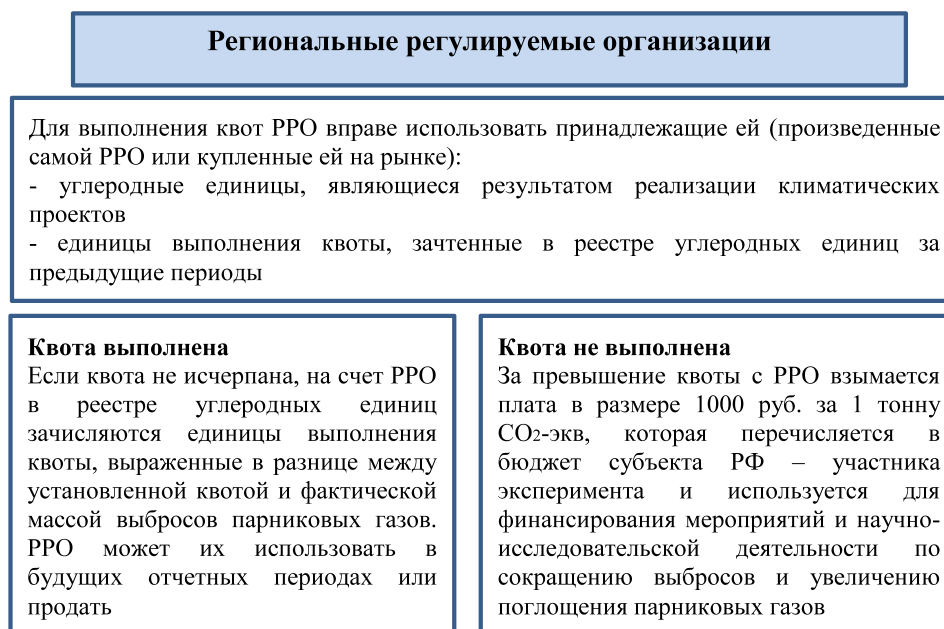 Региональные регулируемые организации
Для выполнения квот РРО вправе использовать принадлежащие ей (произведенные
самой РРО или купленные ей на рынке):
- углеродные единицы, являющиеся результатом реализации климатических
проектов
- единицы выполнения квоты, зачтенные в реестре углеродных единиц за
предыдущие периоды
Квота выполнена
Если квота не исчерпана, на счет РРО
в реестре углеродных единиц
зачисляются единицы выполнения
квоты, выраженные в разнице между
установленной квотой и фактической
массой выбросов парниковых газов.
РРО может их использовать в
будущих отчетных периодах или
продать
Квота не выполнена
За превышение квоты с РРО взымается
плата в размере 1000 руб. за 1 тонну
CO₂-экв, которая перечисляется в
бюджет субъекта РФ – участника
эксперимента и используется для
финансирования мероприятий и научно-
исследовательской деятельности по
сокращению выбросов и увеличению
поглощения парниковых газов